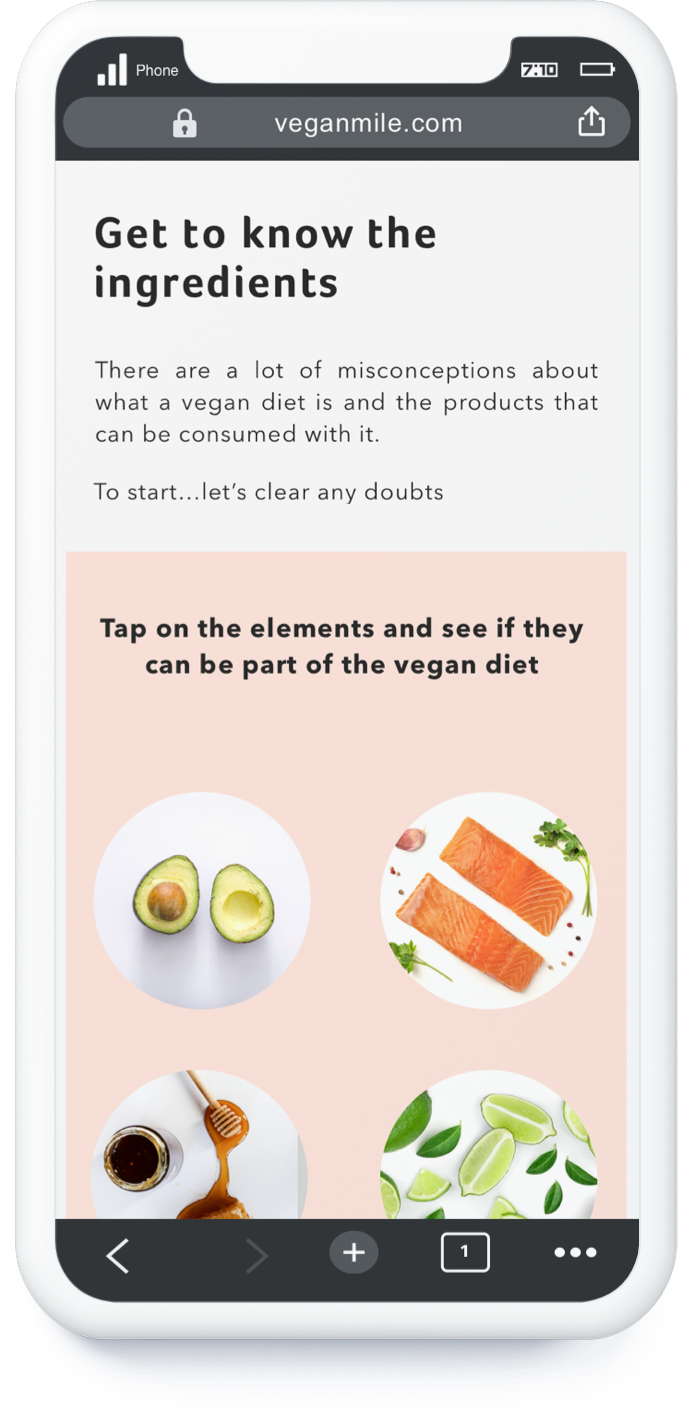 Phone
7:10
veganmile.com
Get to know the
ingredients
There are a lot of misconceptions about
what a vegan diet is and the products that
can be consumed with it.
To start...let's clear any doubts
Tap on the elements and see if they
can be part of the vegan diet
1